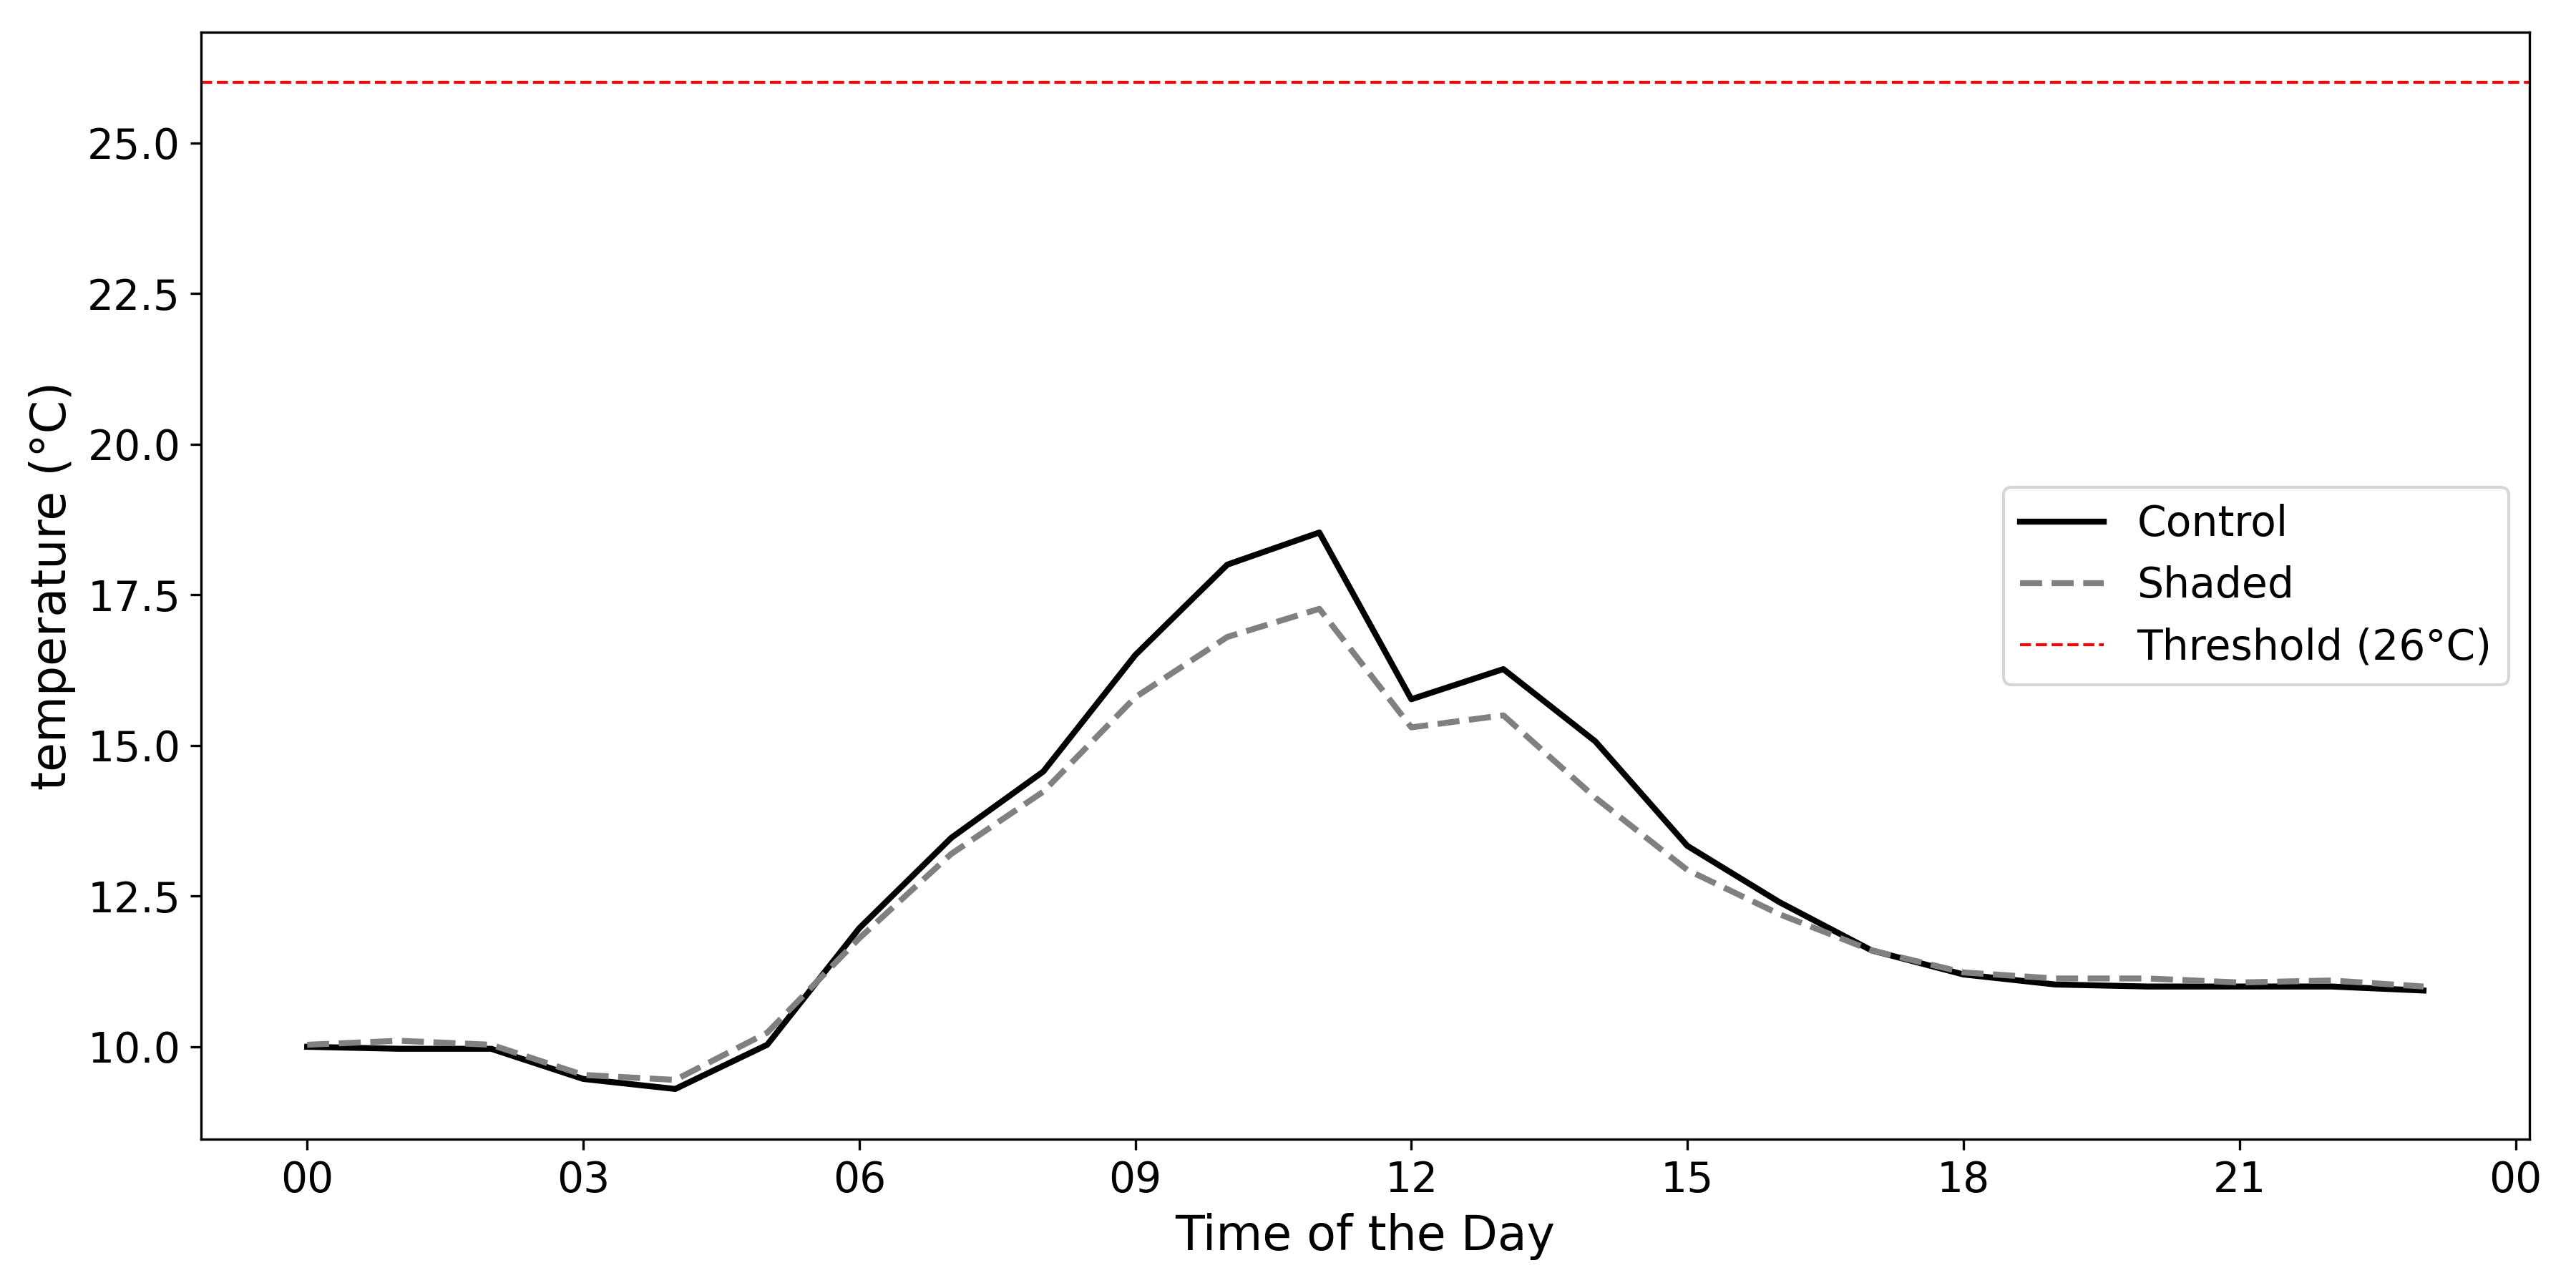 temperature (°C)
25.0
22.5
20.0
17.5
15.0
12.5
10.0
Control
Shaded
Threshold (26°C)
00 03 06 09 12 15 18 21 00
Time of the Day